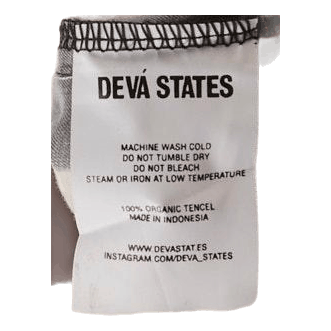 DEVÁ STATES
MACHINE WASH COLD
DO NOT TUMBLE DRY
DO NOT BLEACH
STEAM OR IRON AT LOW TEMPERATURE
100% ORGANIC TENCEL
MADE IN INDONESIA
WWW.DEVASTAT.ES
INSTAGRAM.COM/DEVA_STATES